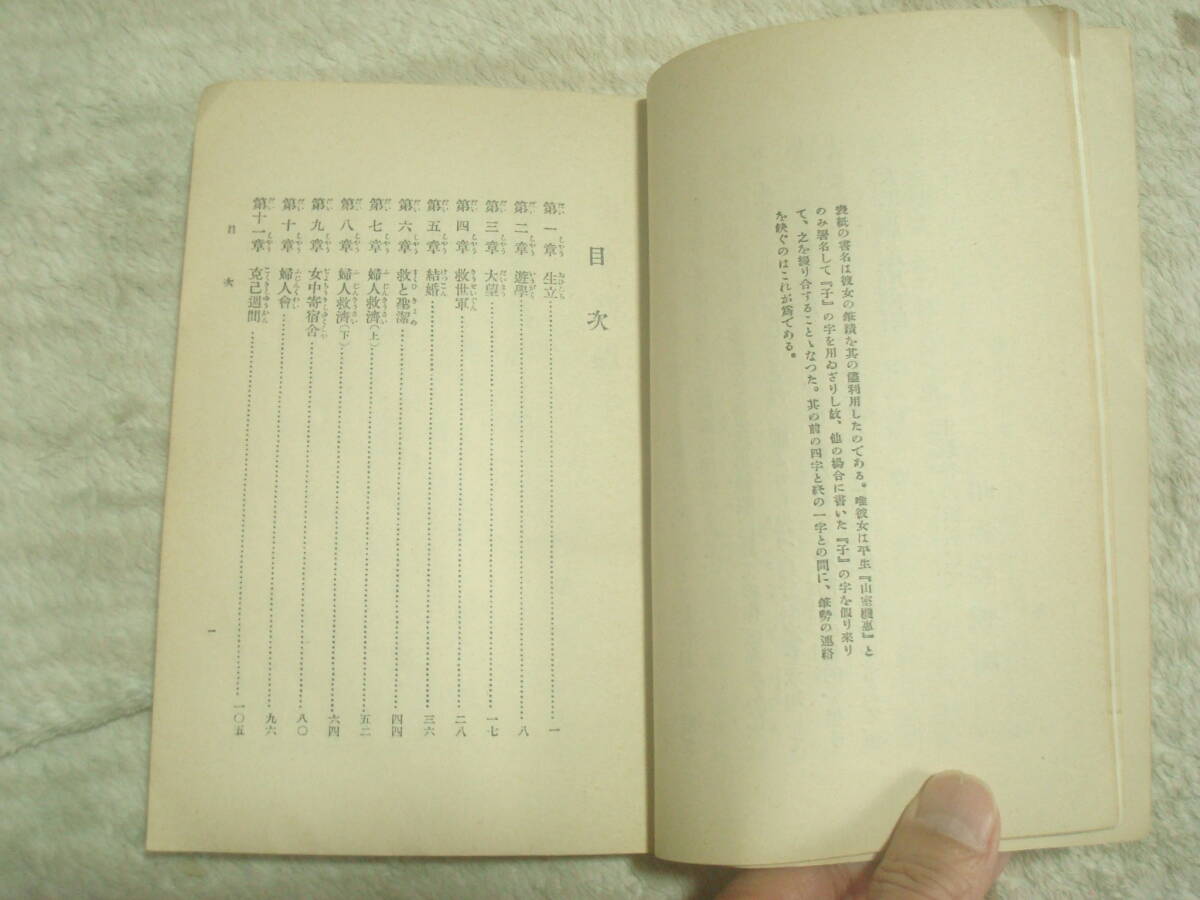 表紙の書名は彼女の筆蹟を其の儘利用したのである。唯彼女は平生『山室機惠』と
のみ署名して『子』の字を用ゐざりし故、他の場合に書いた『子』の字を假り來り
て、之を綴り合することゝなつた。其の前の四字と終の一字との間に、筆勢の連絡
を缺ぐのはこれが爲である。
目次
第一章 生立 一
第二章 遊學 八
第三章 大望 一七
第四章 救世軍 二八
第五章 結婚 三六
第六章 救と聖潔 四四
第七章 婦人救濟(上) 五二
第八章 婦人救濟(下) 六四
第九章 女中寄宿舍 八〇
第十章 婦人會 九六
第十一章 克己週間 一〇五
目次
一